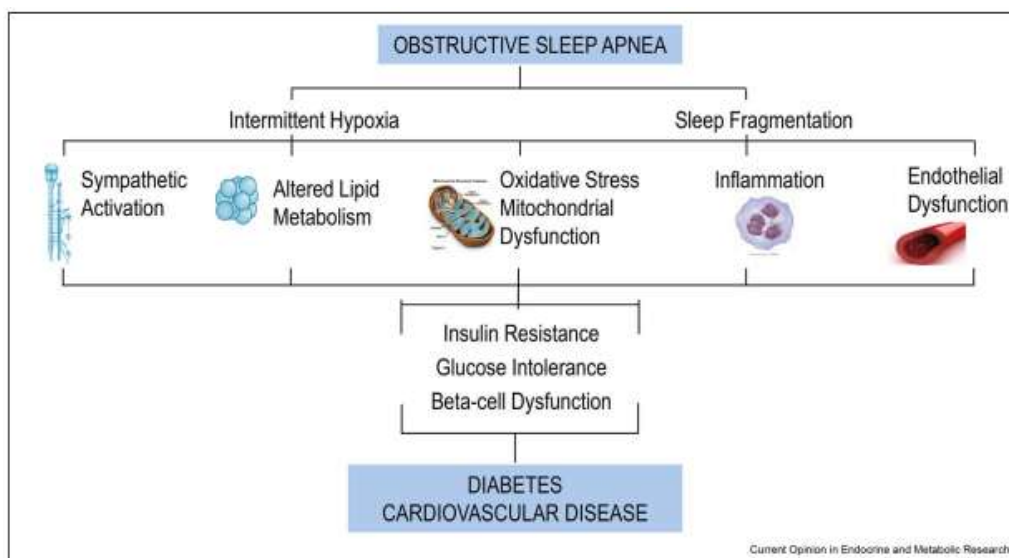 OBSTRUCTIVE SLEEP APNEA
Intermittent Hypoxia
Sleep Fragmentation
Sympathetic
Activation
Altered Lipid
Metabolism
Oxidative Stress
Mitochondrial
Dysfunction
Inflammation
Endothelial
Dysfunction
Insulin Resistance
Glucose Intolerance
Beta-cell Dysfunction
DIABETES
CARDIOVASCULAR DISEASE
Current Opinion in Endocrine and Metabolic Research